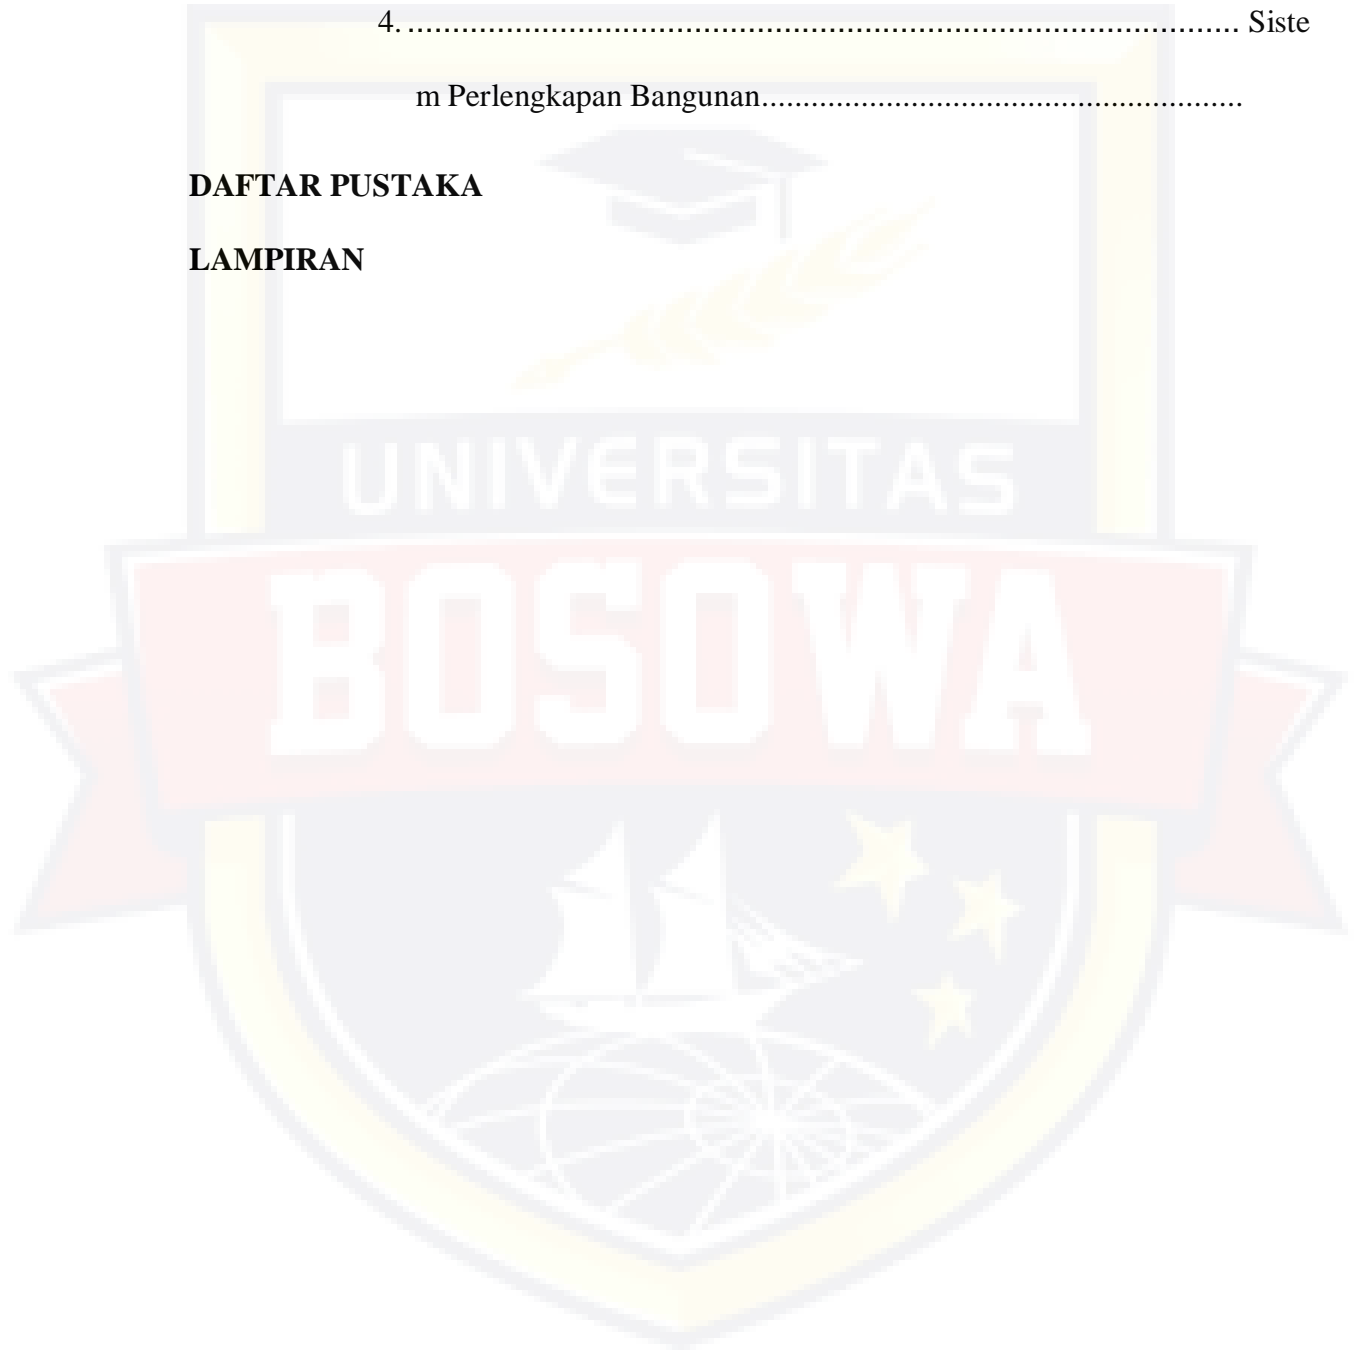 4. ............................................................................................. Siste
m Perlengkapan Bangunan..........................................................
DAFTAR PUSTAKA
LAMPIRAN
UNIVERSITAS
BOSOWA